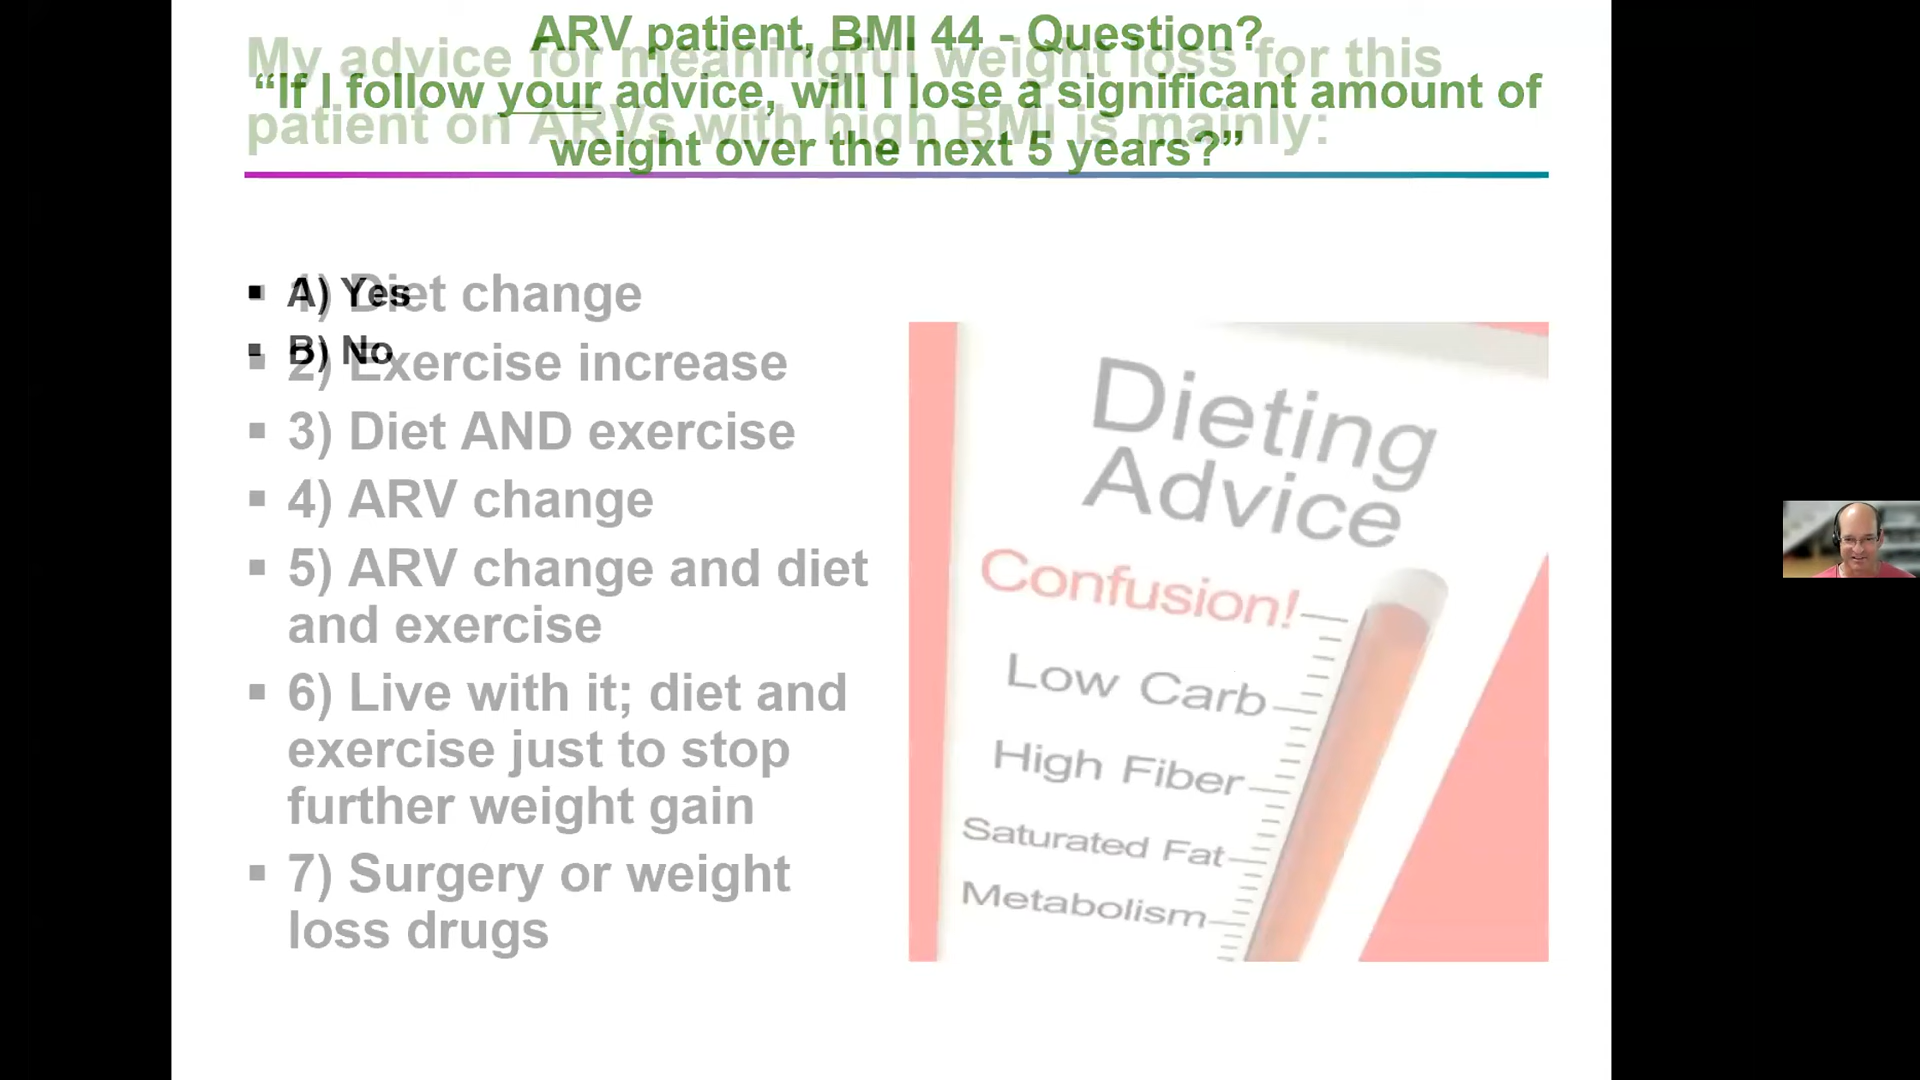 ARV patient, BMI 44 - Question?
“If I follow your advice, will I lose a significant amount of
weight over the next 5 years?”
My advice for meaningful weight loss for this
patient on ARVs with high BMI is mainly:
A) Yes
B) No
1) Diet change
2) Exercise increase
3) Diet AND exercise
4) ARV change
5) ARV change and diet
and exercise
6) Live with it; diet and
exercise just to stop
further weight gain
7) Surgery or weight
loss drugs
Dieting
Advice
Confusion!
Low Carb
High Fiber
Saturated Fat
Metabolism